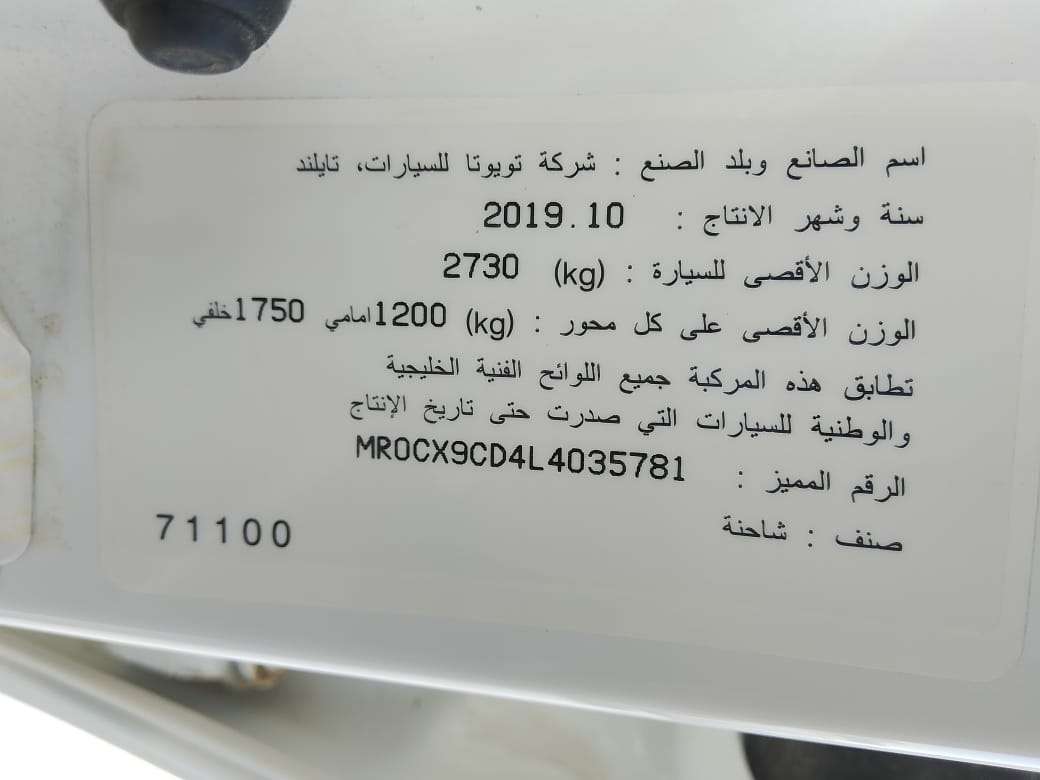 اسم الصانع وبلد الصنع : شركة تويوتا للسيارات، تايلند
سنة وشهر الانتاج : 2019.10
الوزن الأقصى للسيارة : (kg) 2730
الوزن الأقصى على كل محور : (kg) 1200امامي 1750خلفي
تطابق هذه المركبة جميع اللوائح الفنية الخليجية
والوطنية للسيارات التي صدرت حتى تاريخ الإنتاج
الرقم المميز : MR0CX9CD4L4035781
صنف : شاحنة 71100